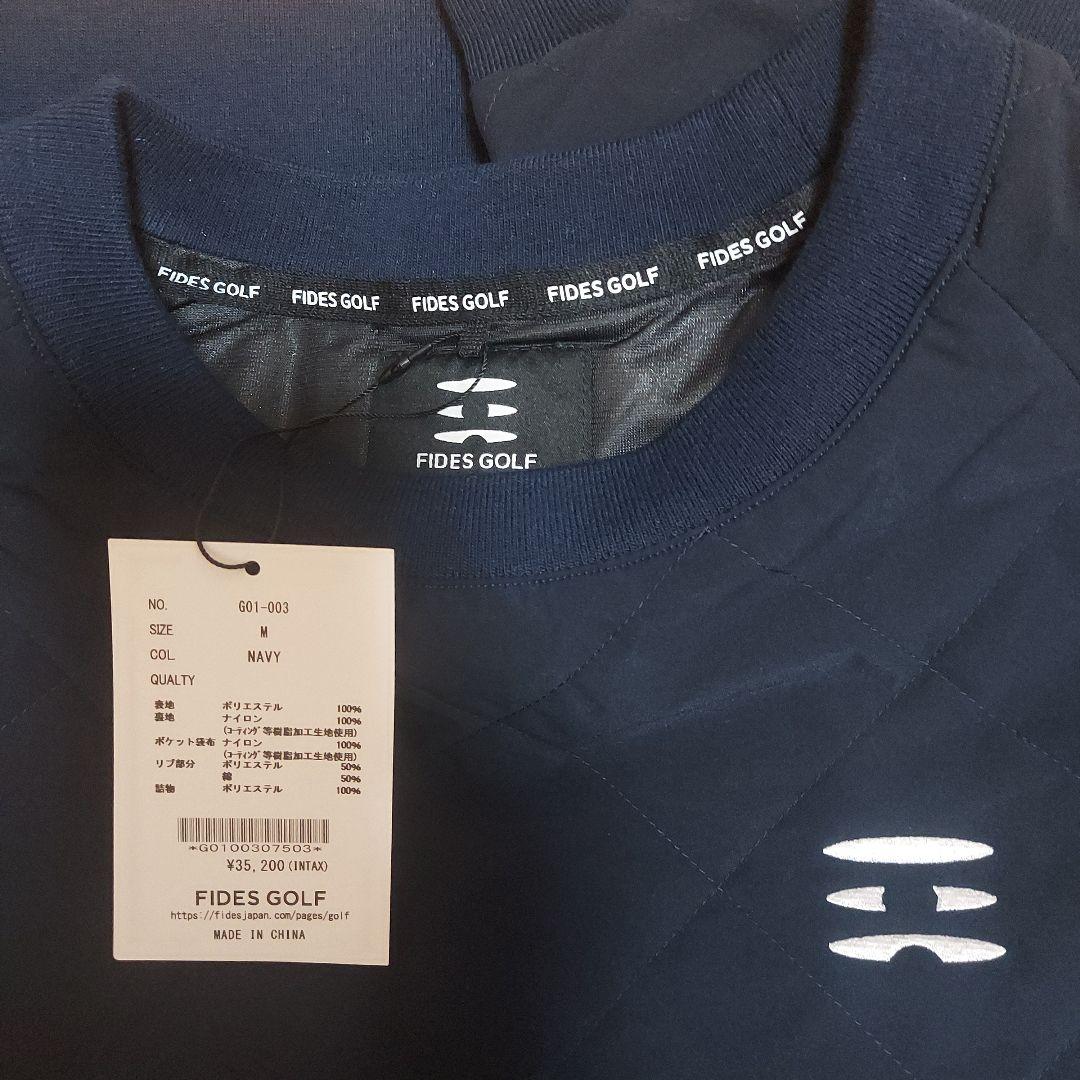 FIDES GOLF FIDES GOLF FIDES GOLF FIDES GOLF FIDES GOLF
FIDES GOLF
NO. G01-003
SIZE M
COL. NAVY
QUALTY
表地 ポリエステル 100%
裏地 ナイロン 100%
(コーティング等樹脂加工生地使用)
ポケット袋布 ナイロン 100%
(コーティング等樹脂加工生地使用)
リブ部分 ポリエステル 50%
綿 50%
詰物 ポリエステル 100%
*G0100307503*
¥35,200(INTAX)
FIDES GOLF
https://fidesjapan.com/pages/golf
MADE IN CHINA